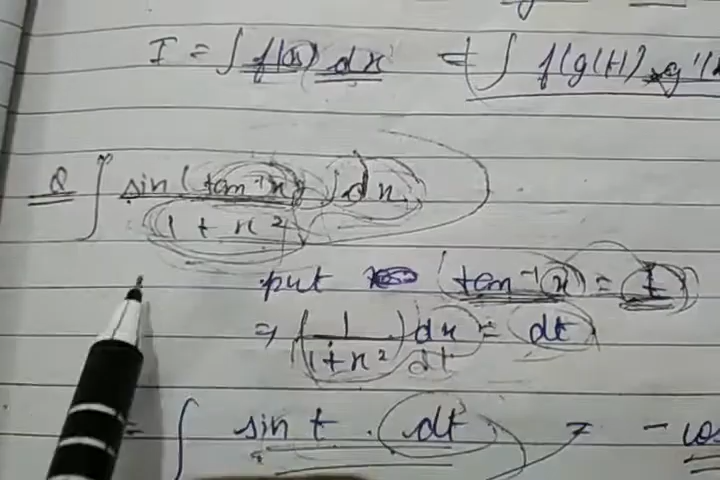 I = ∫ f(x) dx = ∫ f(g(t)) g'(
Q ∫ sin(tan⁻¹x) dx
1 + x²
put tan⁻¹(x) = t
⇒ (1/(1+x²)) dx/dt = dt
= ∫ sin t . dt = - cos